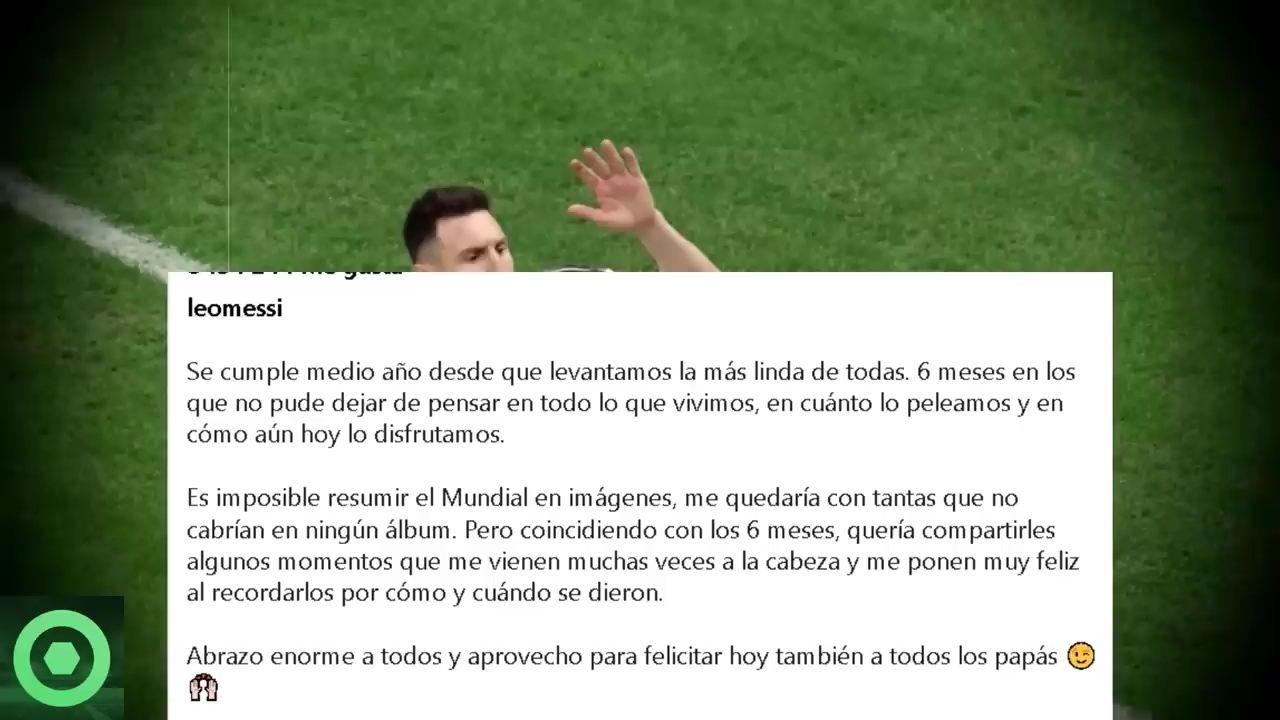 me gusta
leomessi
Se cumple medio año desde que levantamos la más linda de todas. 6 meses en los
que no pude dejar de pensar en todo lo que vivimos, en cuánto lo peleamos y en
cómo aún hoy lo disfrutamos.
Es imposible resumir el Mundial en imágenes, me quedaría con tantas que no
cabrían en ningún álbum. Pero coincidiendo con los 6 meses, quería compartirles
algunos momentos que me vienen muchas veces a la cabeza y me ponen muy feliz
al recordarlos por cómo y cuándo se dieron.
Abrazo enorme a todos y aprovecho para felicitar hoy también a todos los papás 😉
🙌🏻